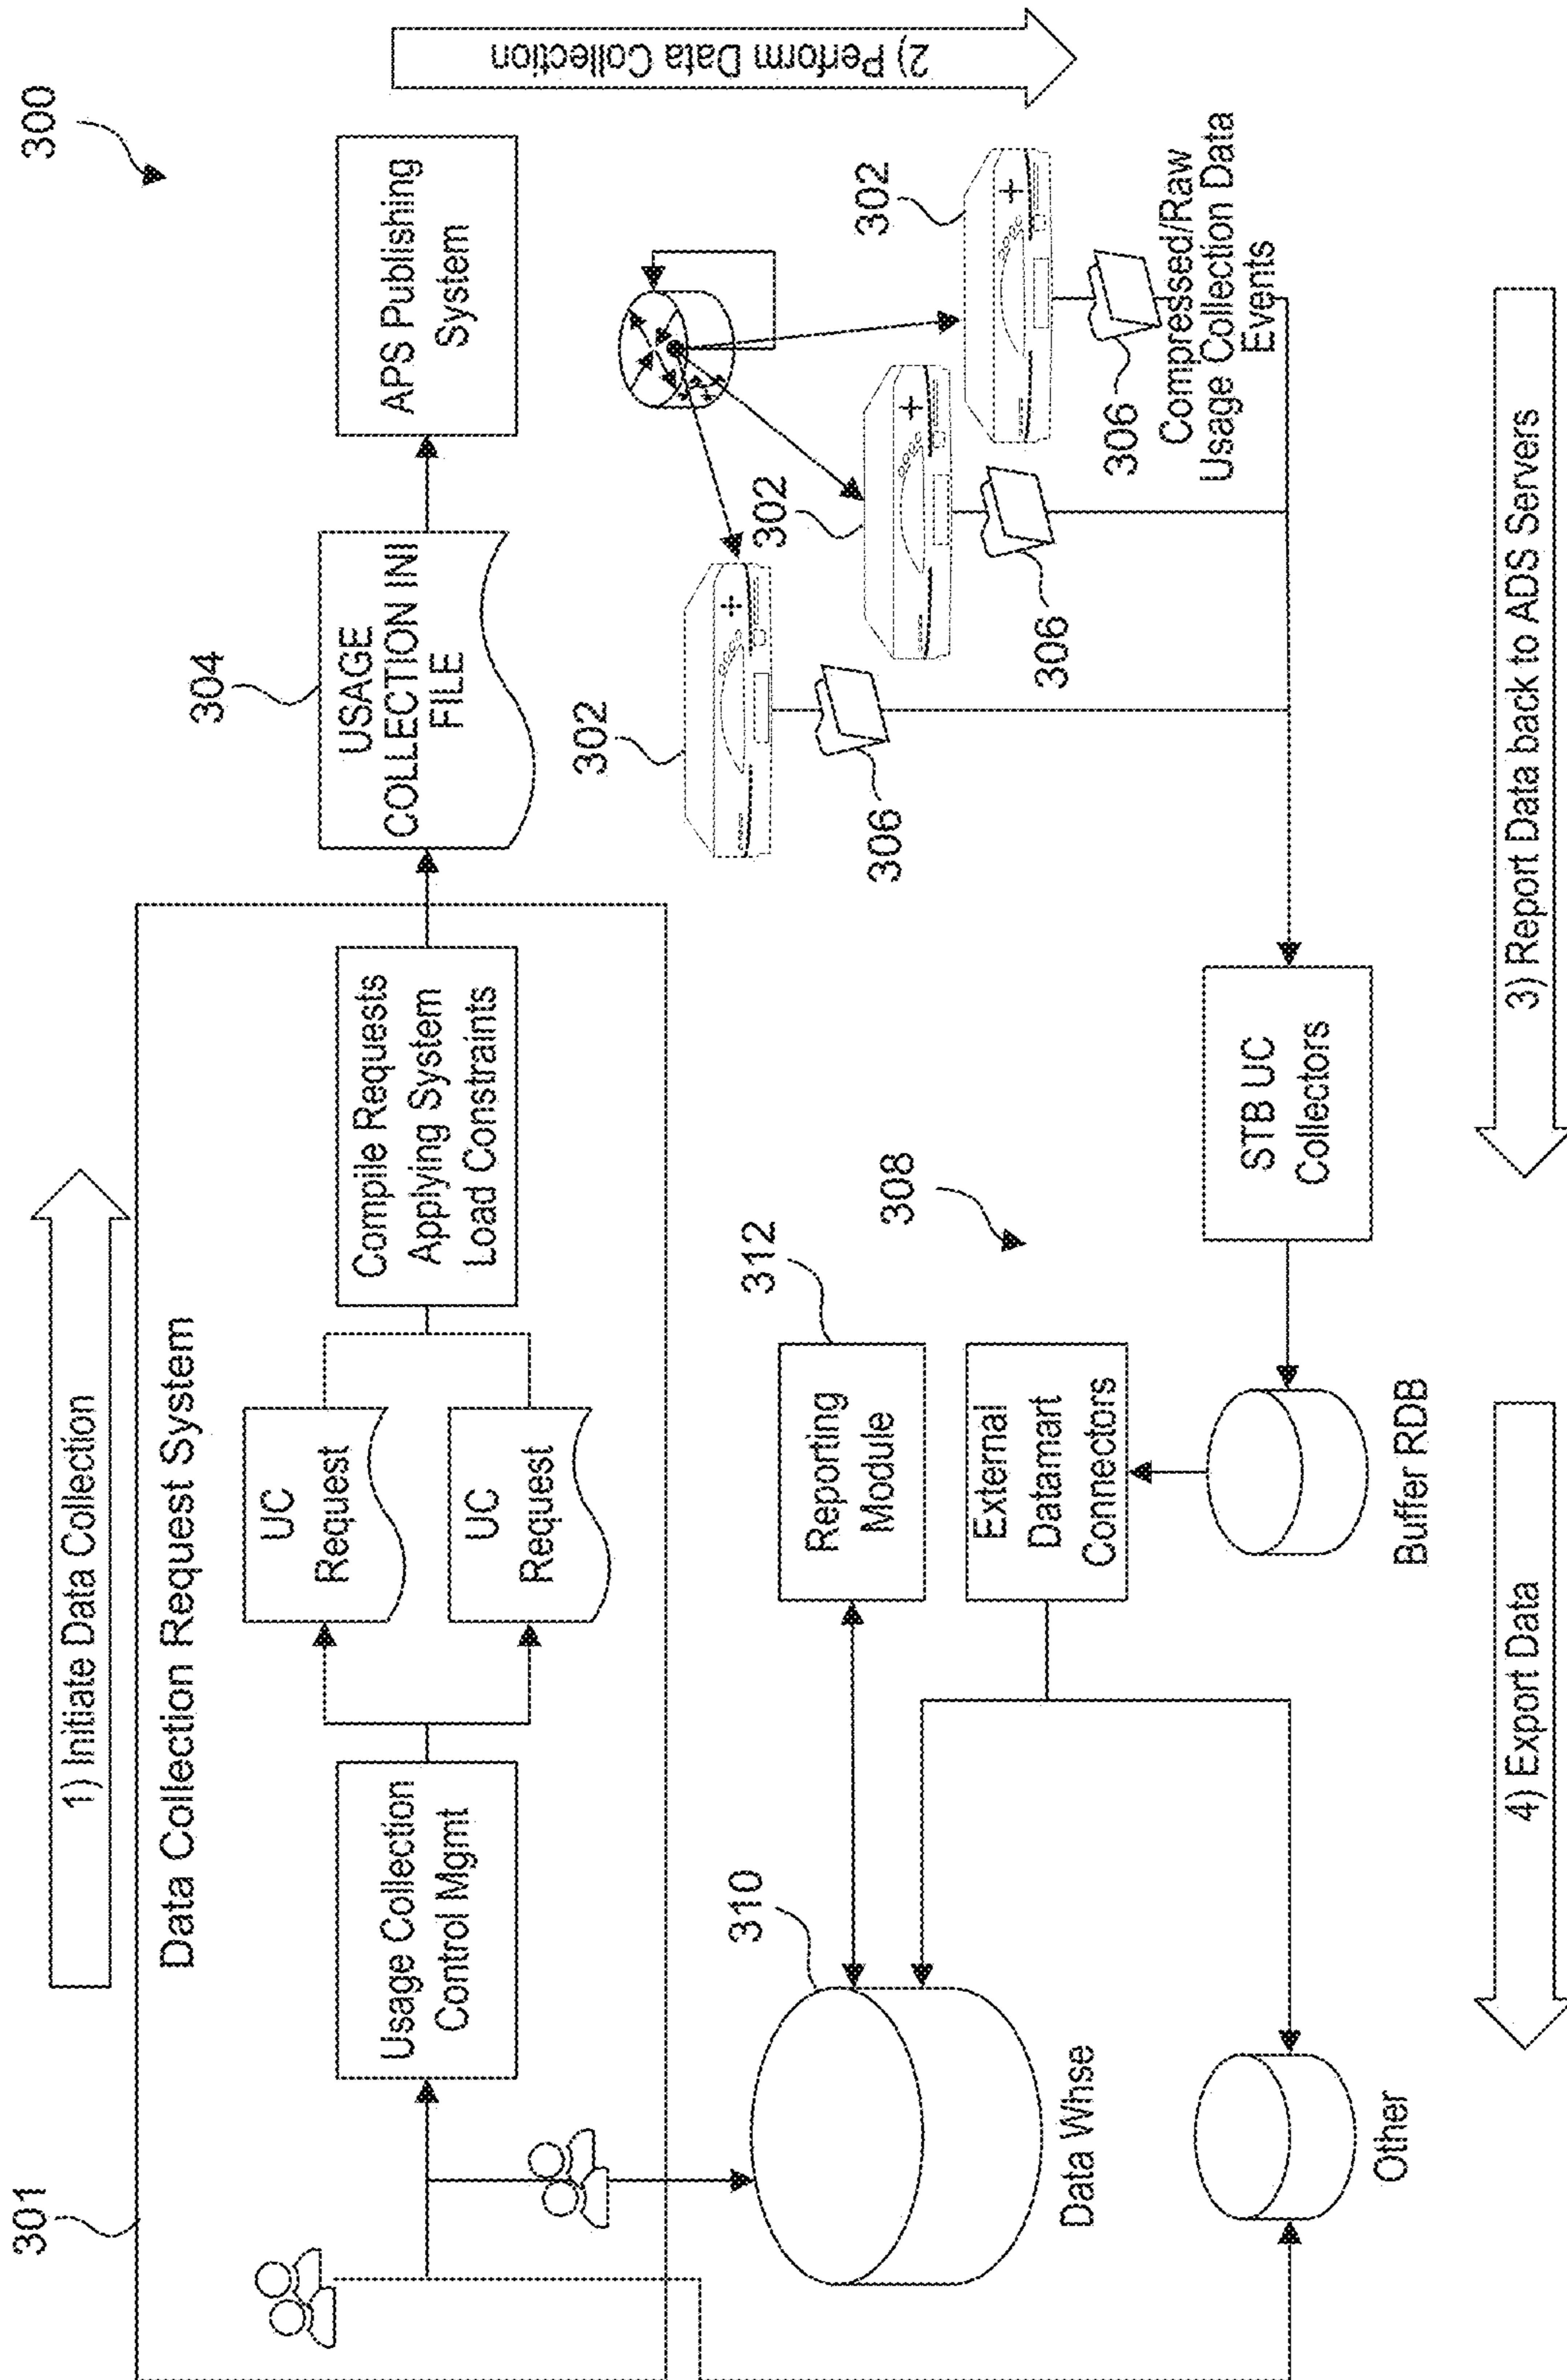 300
1) Initiate Data Collection
2) Perform Data Collection
301
Data Collection Request System
Usage Collection
Control Mgmt
UC
Request
UC
Request
Compile Requests
Applying System
Load Constraints
304
USAGE
COLLECTION INI
FILE
APS Publishing
System
302
302
302
306
306
306
Compressed/Raw
Usage Collection Data
Events
310
Data Whse
312
Reporting
Module
308
External
Datamart
Connectors
STB UC
Collectors
Buffer RDB
Other
3) Report Data back to ADS Servers
4) Export Data